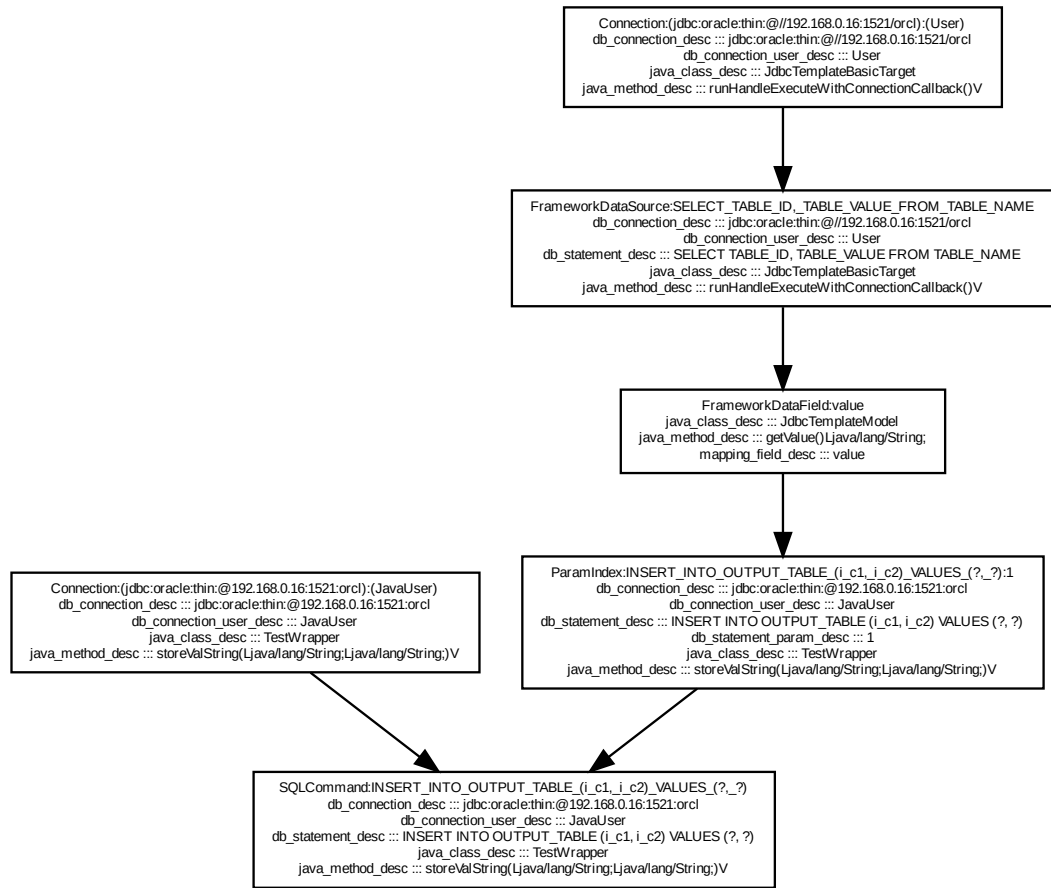 Connection:(jdbc:oracle:thin:@//192.168.0.16:1521/orcl):(User)
db_connection_desc ::: jdbc:oracle:thin:@//192.168.0.16:1521/orcl
db_connection_user_desc ::: User
java_class_desc ::: JdbcTemplateBasicTarget
java_method_desc ::: runHandleExecuteWithConnectionCallback()V
FrameworkDataSource:SELECT_TABLE_ID,_TABLE_VALUE_FROM_TABLE_NAME
db_connection_desc ::: jdbc:oracle:thin:@//192.168.0.16:1521/orcl
db_connection_user_desc ::: User
db_statement_desc ::: SELECT TABLE_ID, TABLE_VALUE FROM TABLE_NAME
java_class_desc ::: JdbcTemplateBasicTarget
java_method_desc ::: runHandleExecuteWithConnectionCallback()V
FrameworkDataField:value
java_class_desc ::: JdbcTemplateModel
java_method_desc ::: getValue()Ljava/lang/String;
mapping_field_desc ::: value
Connection:(jdbc:oracle:thin:@192.168.0.16:1521:orcl):(JavaUser)
db_connection_desc ::: jdbc:oracle:thin:@192.168.0.16:1521:orcl
db_connection_user_desc ::: JavaUser
java_class_desc ::: TestWrapper
java_method_desc ::: storeValString(Ljava/lang/String;Ljava/lang/String;)V
ParamIndex:INSERT_INTO_OUTPUT_TABLE_(i_c1,_i_c2)_VALUES_(?,_?):1
db_connection_desc ::: jdbc:oracle:thin:@192.168.0.16:1521:orcl
db_connection_user_desc ::: JavaUser
db_statement_desc ::: INSERT INTO OUTPUT_TABLE (i_c1, i_c2) VALUES (?, ?)
db_statement_param_desc ::: 1
java_class_desc ::: TestWrapper
java_method_desc ::: storeValString(Ljava/lang/String;Ljava/lang/String;)V
SQLCommand:INSERT_INTO_OUTPUT_TABLE_(i_c1,_i_c2)_VALUES_(?,_?)
db_connection_desc ::: jdbc:oracle:thin:@192.168.0.16:1521:orcl
db_connection_user_desc ::: JavaUser
db_statement_desc ::: INSERT INTO OUTPUT_TABLE (i_c1, i_c2) VALUES (?, ?)
java_class_desc ::: TestWrapper
java_method_desc ::: storeValString(Ljava/lang/String;Ljava/lang/String;)V